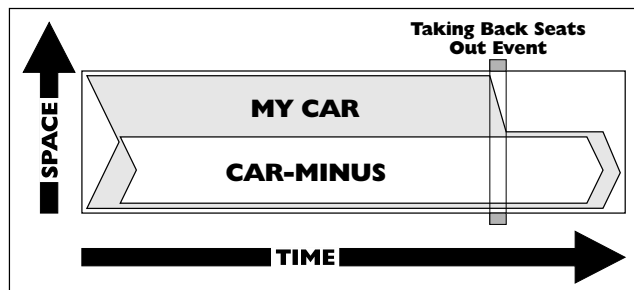 Taking Back Seats
Out Event
SPACE
MY CAR
CAR-MINUS
TIME